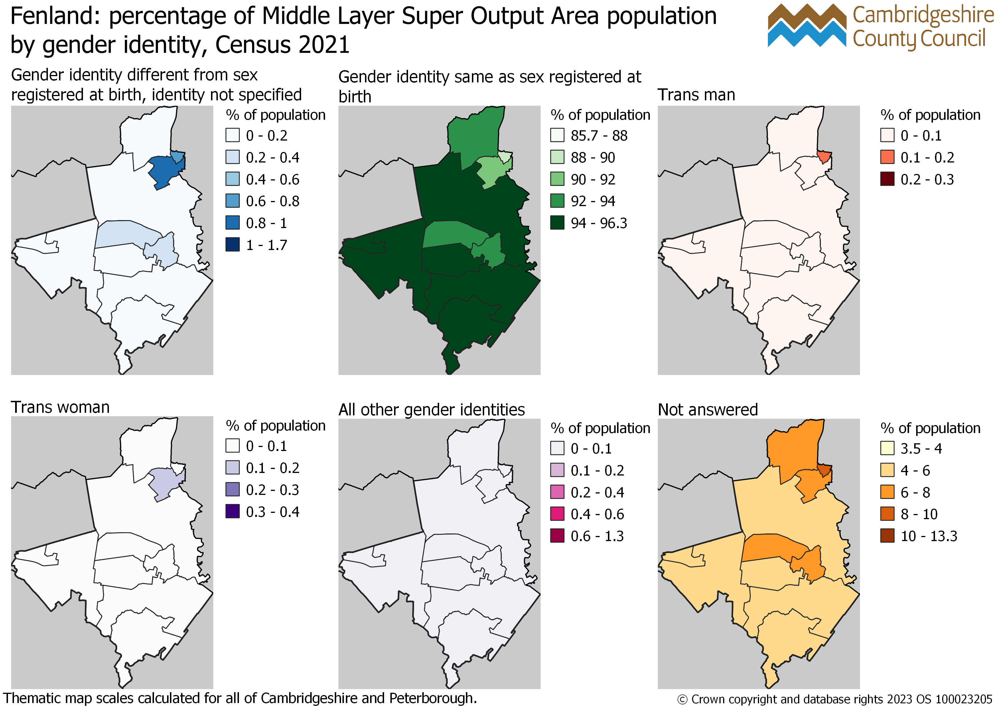 Fenland: percentage of Middle Layer Super Output Area population
by gender identity, Census 2021
Cambridgeshire
County Council
Gender identity different from sex
registered at birth, identity not specified
% of population
0 - 0.2
0.2 - 0.4
0.4 - 0.6
0.6 - 0.8
0.8 - 1
1 - 1.7
Gender identity same as sex registered at
birth
% of population
85.7 - 88
88 - 90
90 - 92
92 - 94
94 - 96.3
Trans man
% of population
0 - 0.1
0.1 - 0.2
0.2 - 0.3
Trans woman
% of population
0 - 0.1
0.1 - 0.2
0.2 - 0.3
0.3 - 0.4
All other gender identities
% of population
0 - 0.1
0.1 - 0.2
0.2 - 0.4
0.4 - 0.6
0.6 - 1.3
Not answered
% of population
3.5 - 4
4 - 6
6 - 8
8 - 10
10 - 13.3
Thematic map scales calculated for all of Cambridgeshire and Peterborough.
© Crown copyright and database rights 2023 OS 100023205